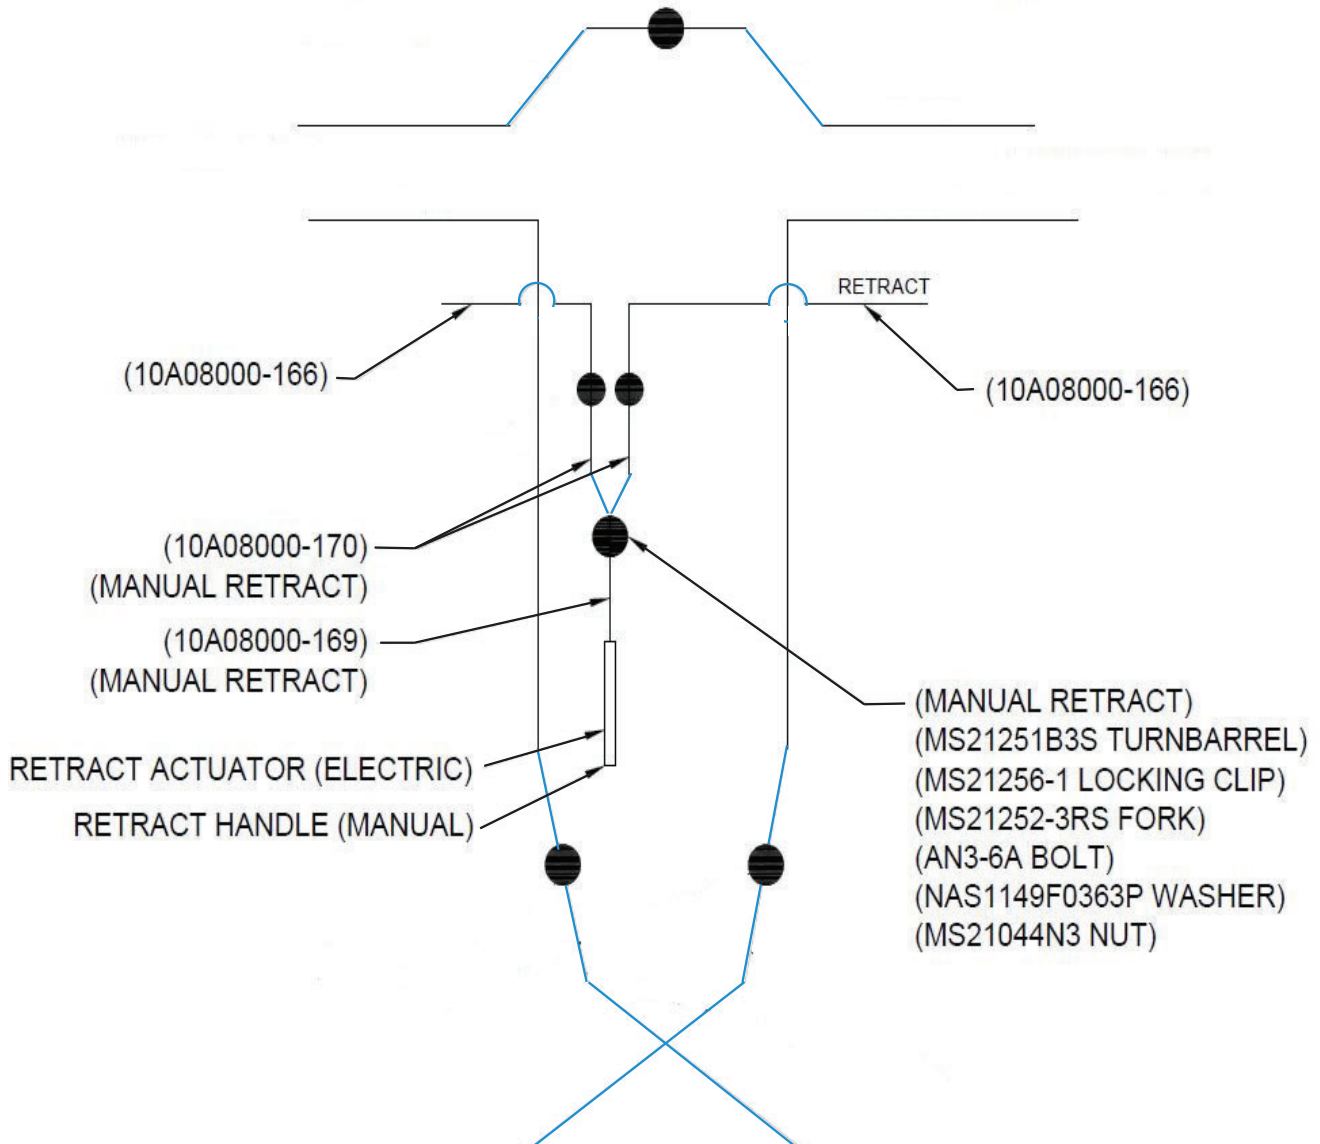 RETRACT
(10A08000-166)
(10A08000-166)
(10A08000-170)
(MANUAL RETRACT)
(10A08000-169)
(MANUAL RETRACT)
RETRACT ACTUATOR (ELECTRIC)
RETRACT HANDLE (MANUAL)
(MANUAL RETRACT)
(MS21251B3S TURNBARREL)
(MS21256-1 LOCKING CLIP)
(MS21252-3RS FORK)
(AN3-6A BOLT)
(NAS1149F0363P WASHER)
(MS21044N3 NUT)